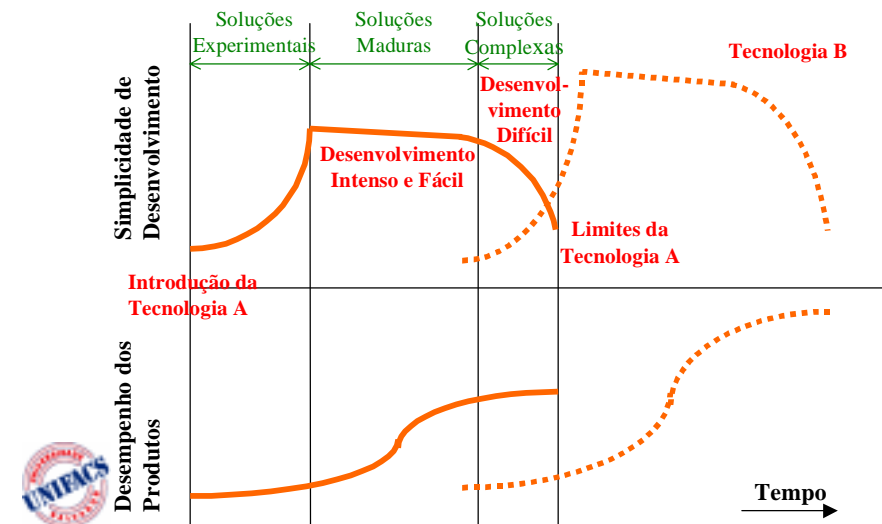 Soluções
Experimentais
Soluções
Maduras
Soluções
Complexas
Tecnologia B
Simplicidade de
Desenvolvimento
Desenvol-
vimento
Difícil
Desenvolvimento
Intenso e Fácil
Limites da
Tecnologia A
Introdução da
Tecnologia A
Desempenho dos
Produtos
UNIFACS
Tempo